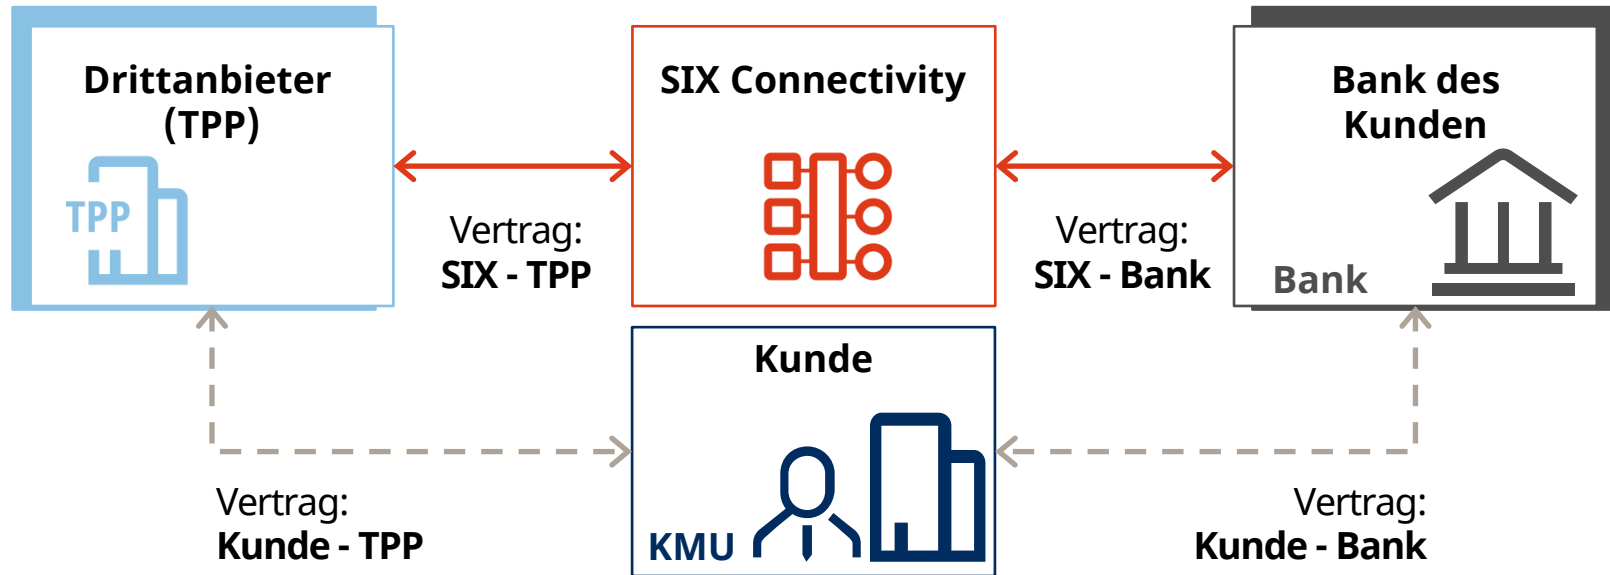 Drittanbieter
(TPP)
TPP
Vertrag:
SIX - TPP
SIX Connectivity
Vertrag:
SIX - Bank
Bank des
Kunden
Bank
Kunde
KMU
Vertrag:
Kunde - TPP
Vertrag:
Kunde - Bank